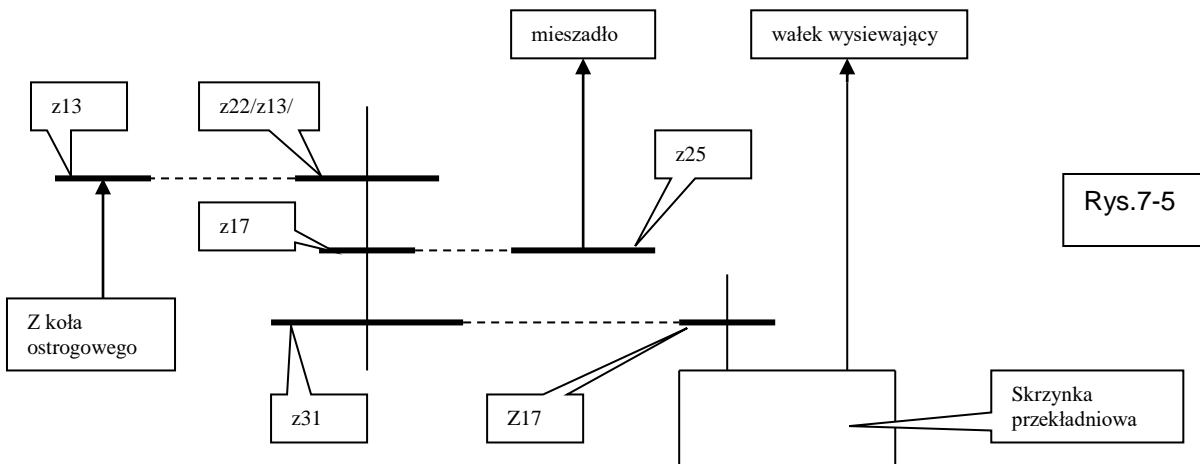 mieszadło
wałek wysiewający
z13
z22/z13/
z25
Rys.7-5
z17
Z koła
ostrogowego
z31
Z17
Skrzynka
przekładniowa